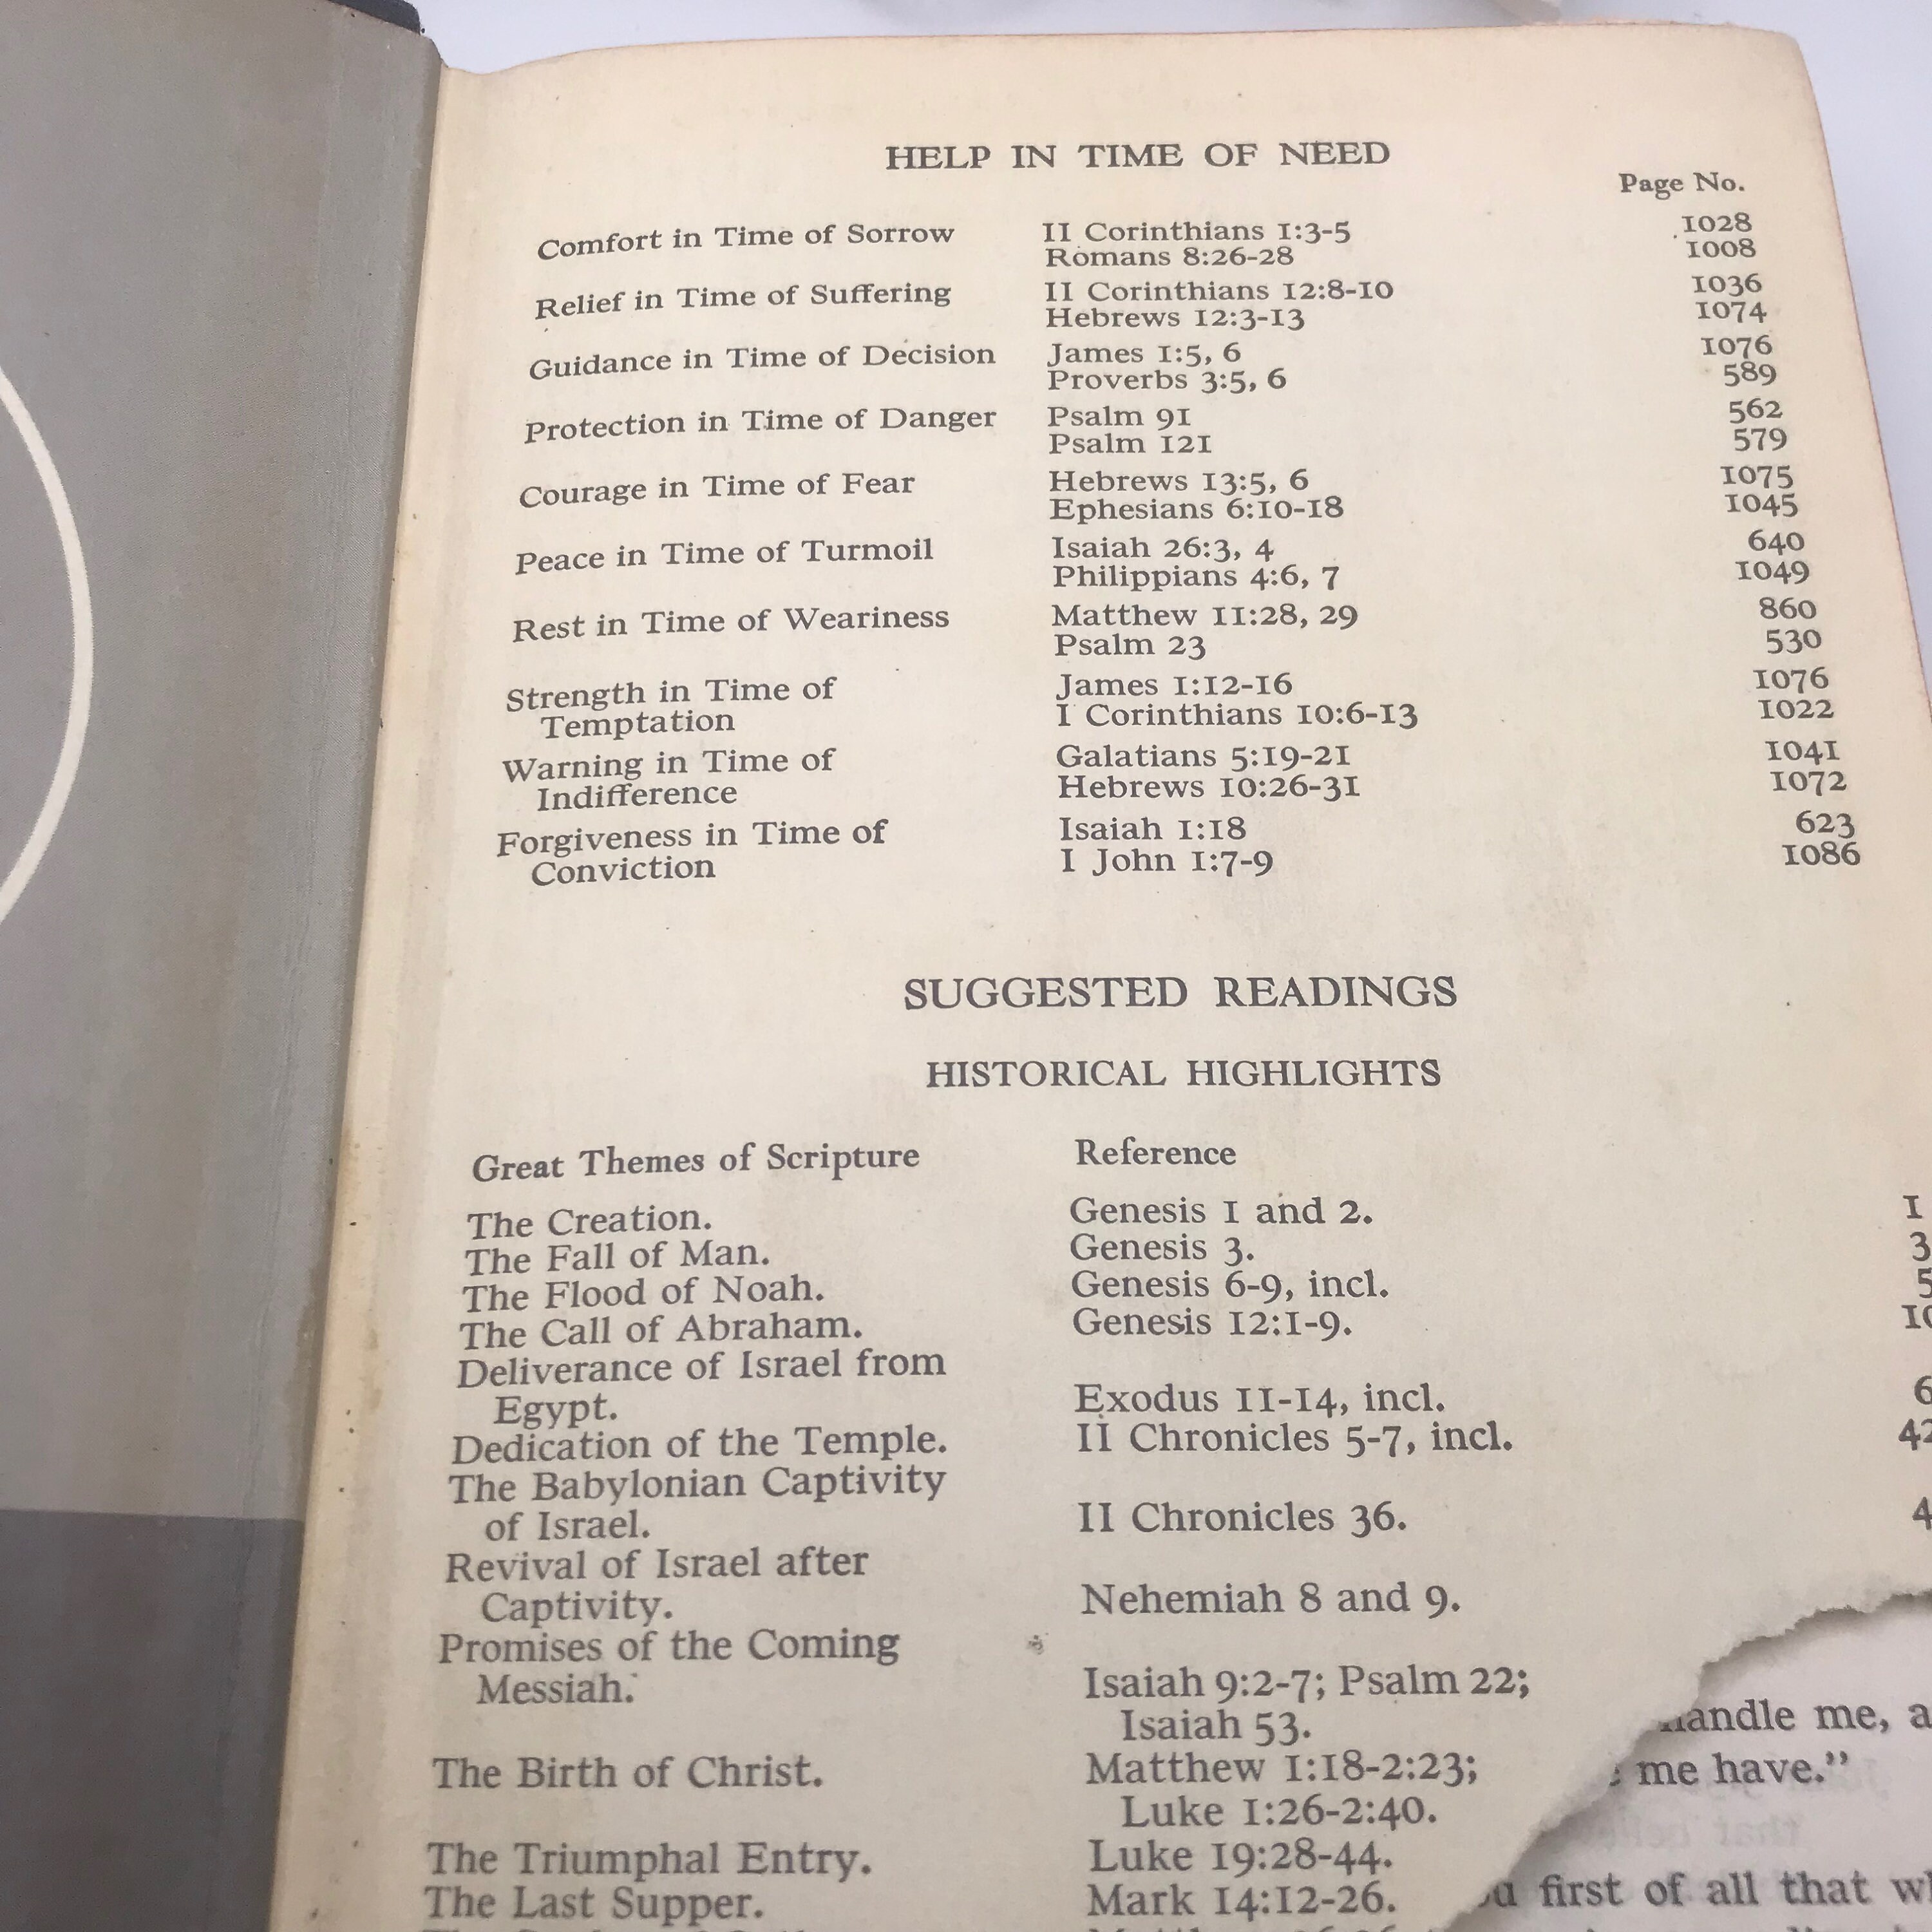 HELP IN TIME OF NEED
Page No.
Comfort in Time of Sorrow II Corinthians 1:3-5 1028
Romans 8:26-28 1008
Relief in Time of Suffering II Corinthians 12:8-10 1036
Hebrews 12:3-13 1074
Guidance in Time of Decision James 1:5, 6 1076
Proverbs 3:5, 6 589
Protection in Time of Danger Psalm 91 562
Psalm 121 579
Courage in Time of Fear Hebrews 13:5, 6 1075
Ephesians 6:10-18 1045
Peace in Time of Turmoil Isaiah 26:3, 4 640
Philippians 4:6, 7 1049
Rest in Time of Weariness Matthew 11:28, 29 860
Psalm 23 530
Strength in Time of James 1:12-16 1076
Temptation I Corinthians 10:6-13 1022
Warning in Time of Galatians 5:19-21 1041
Indifference Hebrews 10:26-31 1072
Forgiveness in Time of Isaiah 1:18 623
Conviction I John 1:7-9 1086
SUGGESTED READINGS
HISTORICAL HIGHLIGHTS
Great Themes of Scripture Reference
The Creation. Genesis 1 and 2. 1
The Fall of Man. Genesis 3. 3
The Flood of Noah. Genesis 6-9, incl. 5
The Call of Abraham. Genesis 12:1-9.
Deliverance of Israel from
Egypt. Exodus 11-14, incl.
Dedication of the Temple. II Chronicles 5-7, incl.
The Babylonian Captivity
of Israel. II Chronicles 36.
Revival of Israel after
Captivity. Nehemiah 8 and 9.
Promises of the Coming
Messiah. Isaiah 9:2-7; Psalm 22;
Isaiah 53.
handle me, a
The Birth of Christ. Matthew 1:18-2:23; me have.”
Luke 1:26-2:40.
The Triumphal Entry. Luke 19:28-44.
The Last Supper. Mark 14:12-26. first of all that